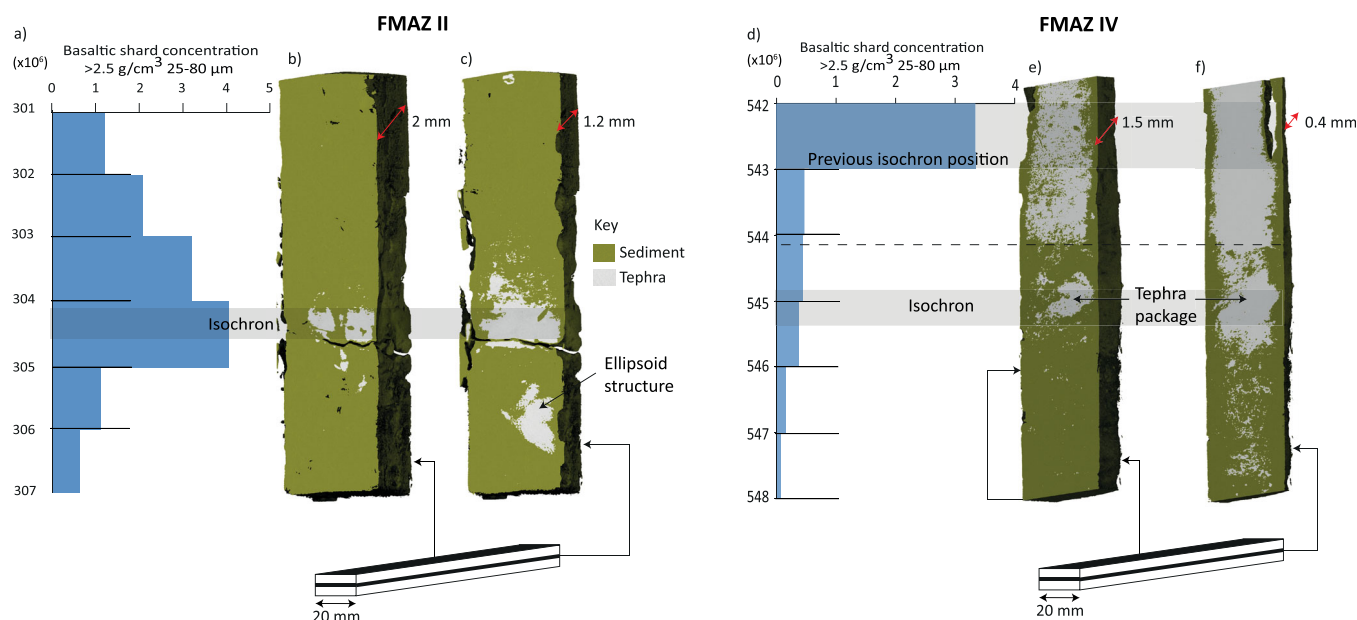 FMAZ II
a)
(x10⁶)
Basaltic shard concentration
>2.5 g/cm³ 25-80 µm
0 1 2 3 4 5
301
302
303
304
305
306
307
Isochron
b)
2 mm
c)
1.2 mm
Key
Sediment
Tephra
Ellipsoid
structure
20 mm
FMAZ IV
d)
(x10⁶)
Basaltic shard concentration
>2.5 g/cm³ 25-80 µm
0 1 2 3 4
542
543
544
545
546
547
548
Previous isochron position
Isochron
e)
1.5 mm
f)
0.4 mm
Tephra
package
20 mm